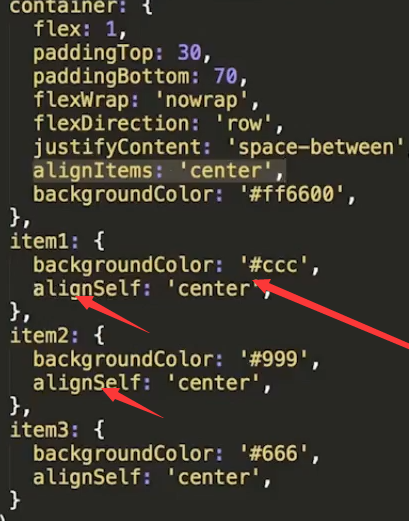 container: {
flex: 1,
paddingTop: 30,
paddingBottom: 70,
flexWrap: 'nowrap',
flexDirection: 'row',
justifyContent: 'space-between'
alignItems: 'center',
backgroundColor: '#ff6600',
},
item1: {
backgroundColor: '#ccc',
alignSelf: 'center',
},
item2: {
backgroundColor: '#999',
alignSelf: 'center',
},
item3: {
backgroundColor: '#666',
alignSelf: 'center',
}